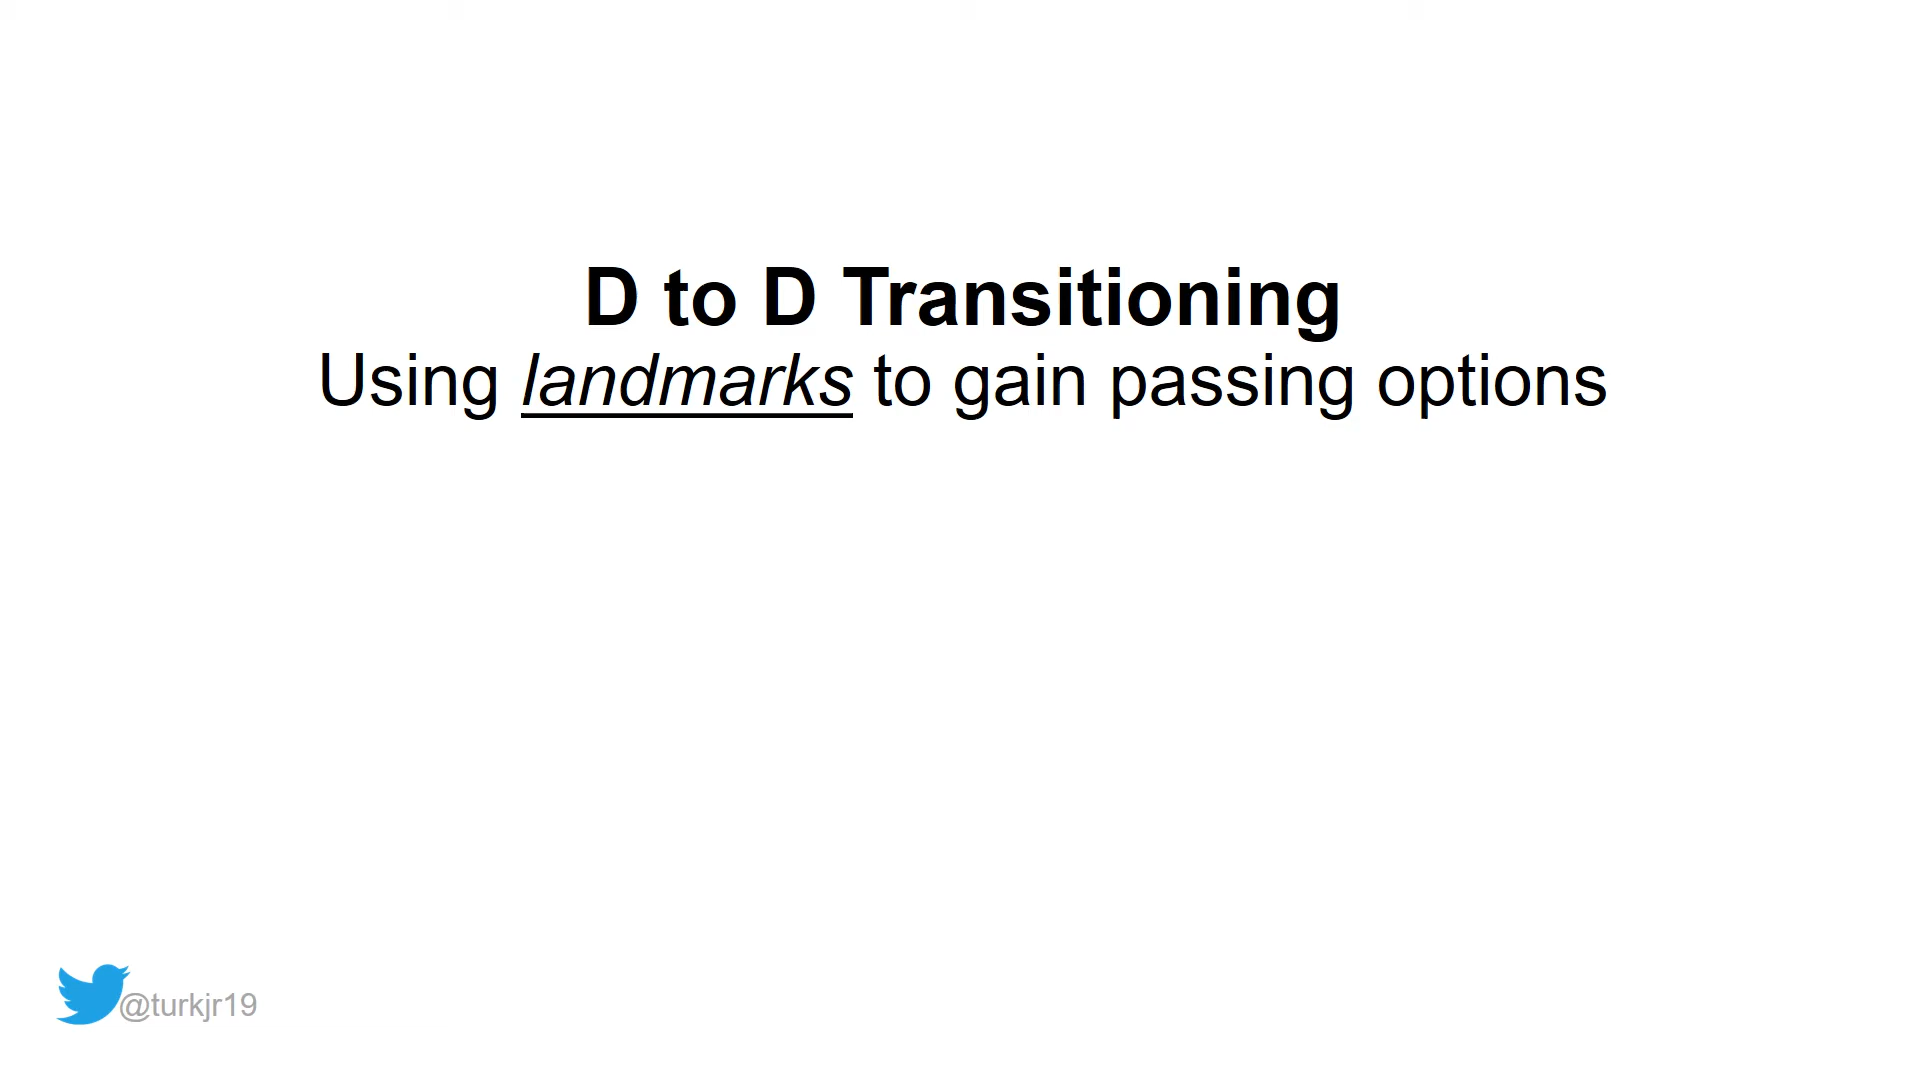 D to D Transitioning
Using landmarks to gain passing options
@turkjr19